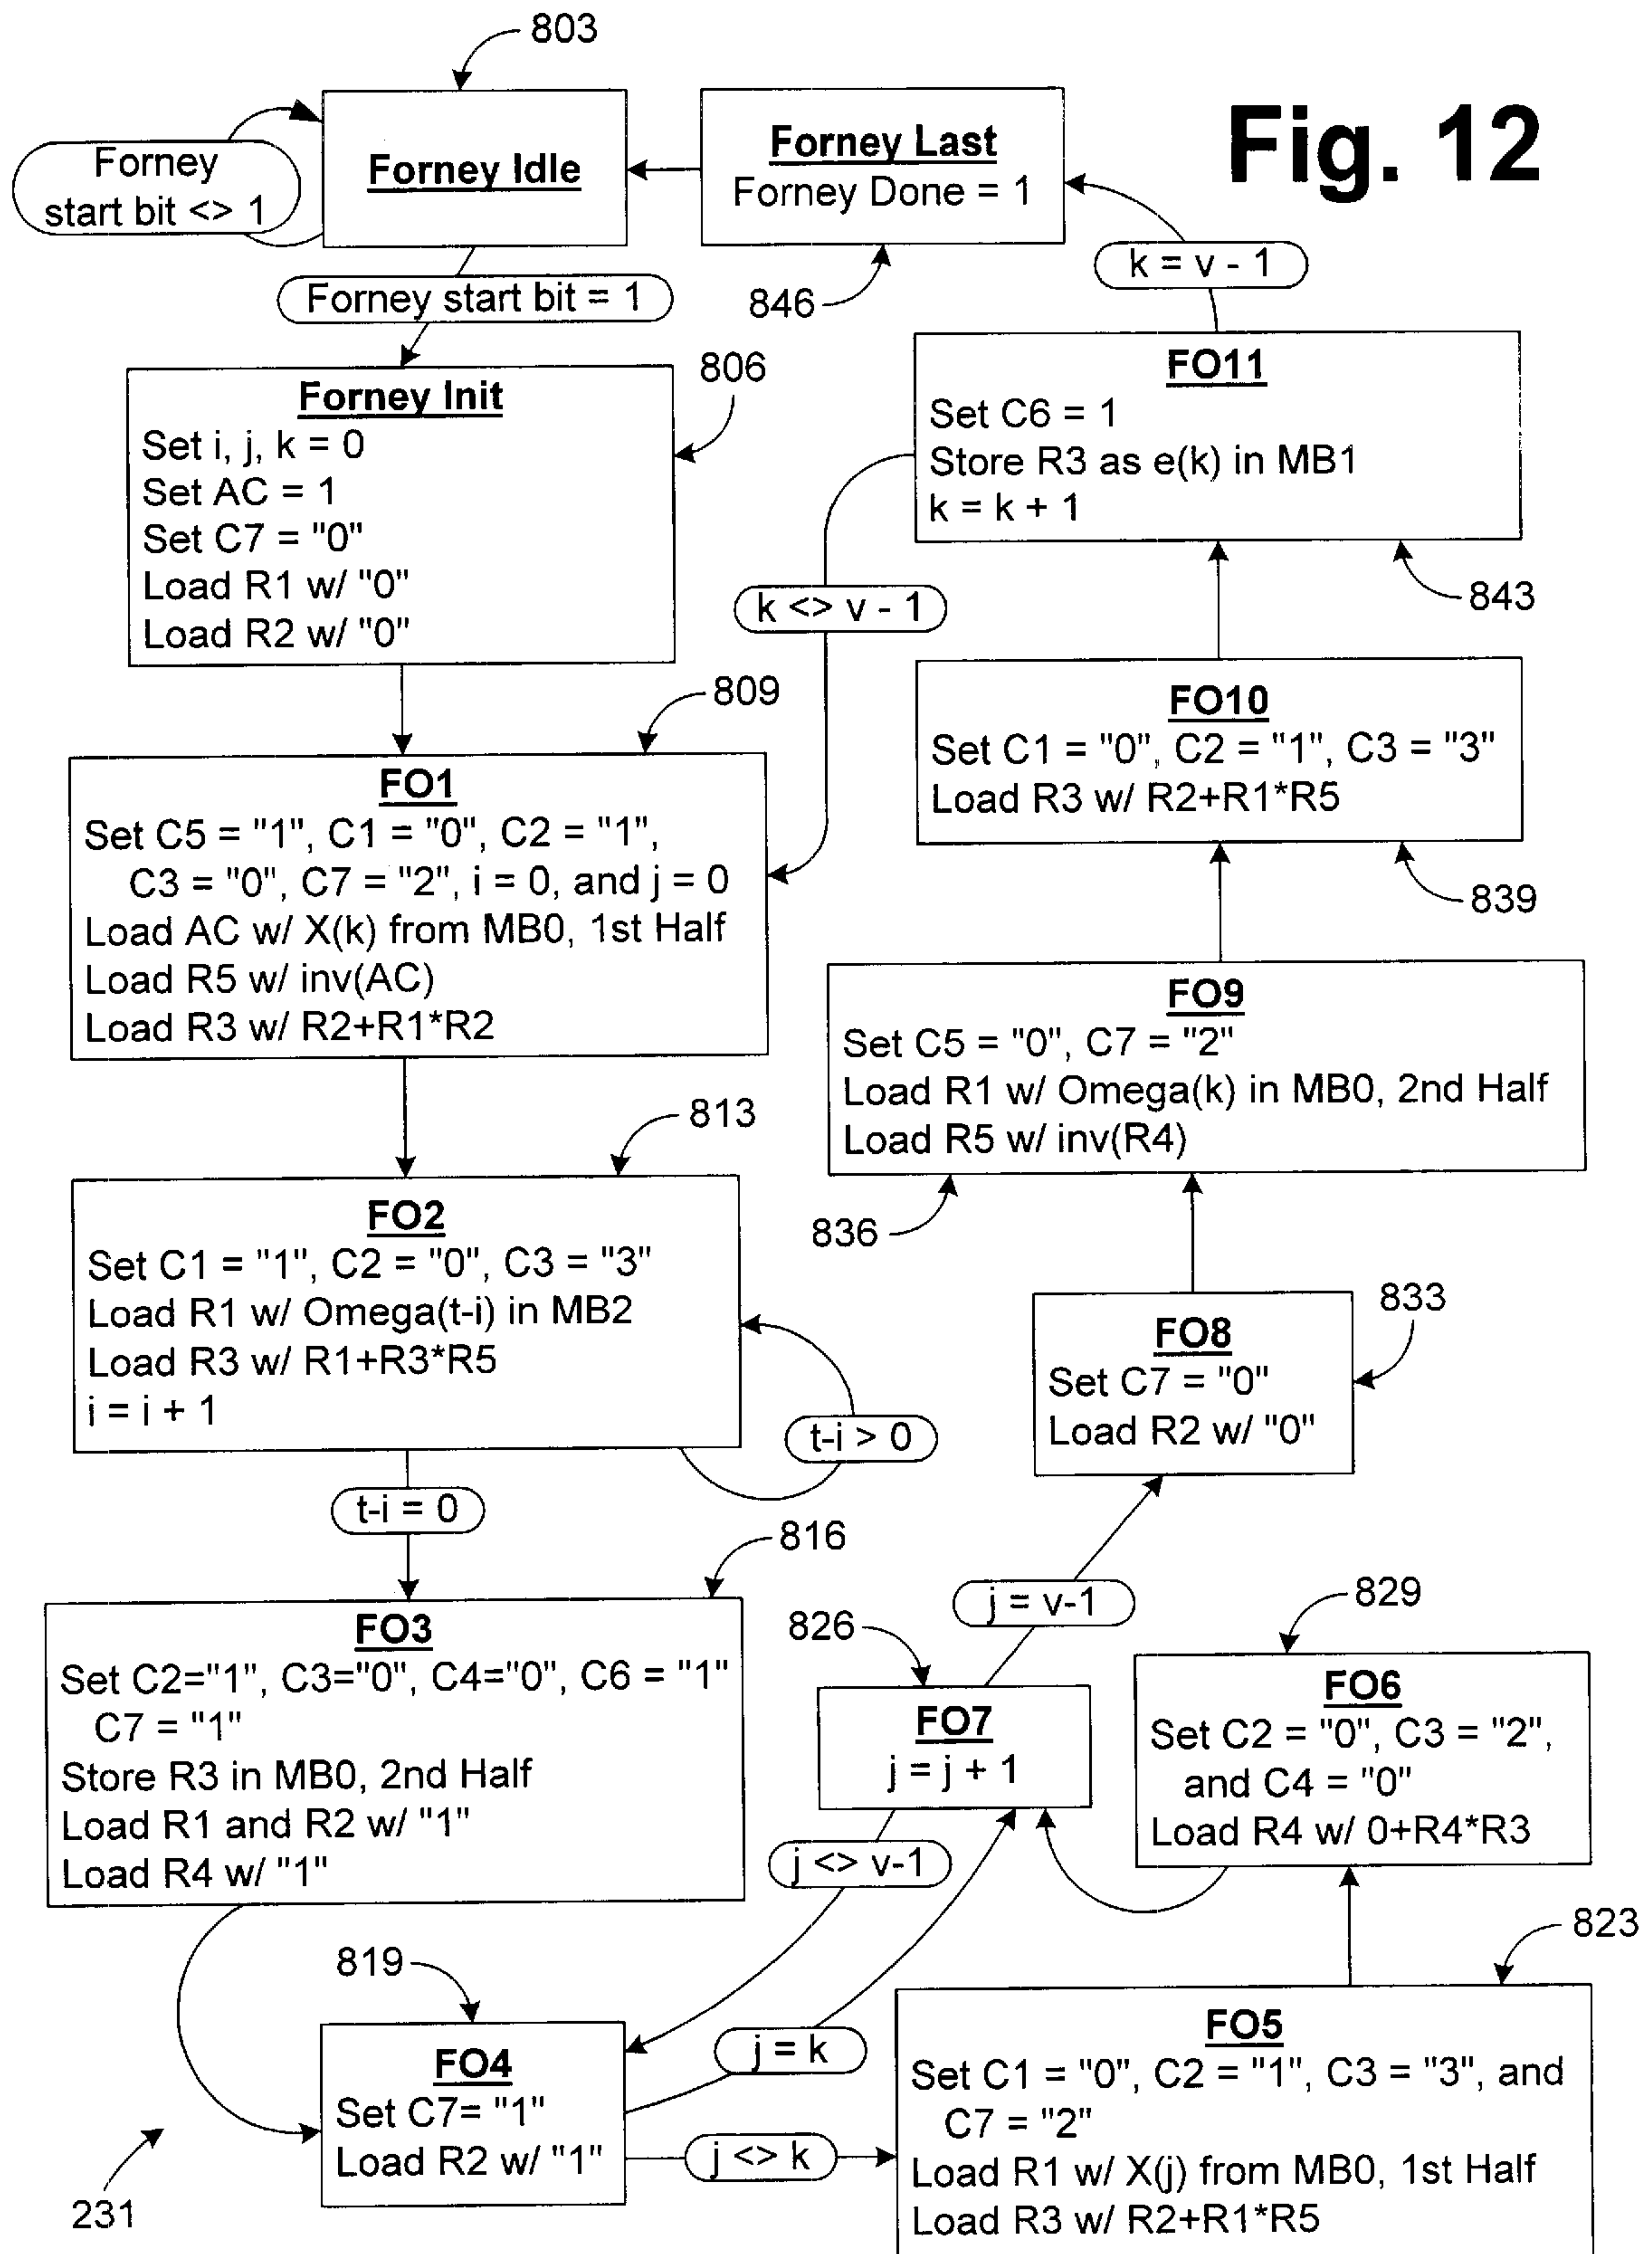 Fig. 12
803
Forney Idle
Forney
start bit <> 1
Forney Last
Forney Done = 1
846
k = v - 1
Forney start bit = 1
806
Forney Init
Set i, j, k = 0
Set AC = 1
Set C7 = "0"
Load R1 w/ "0"
Load R2 w/ "0"
FO11
Set C6 = 1
Store R3 as e(k) in MB1
k = k + 1
843
k <> v - 1
809
FO1
Set C5 = "1", C1 = "0", C2 = "1",
C3 = "0", C7 = "2", i = 0, and j = 0
Load AC w/ X(k) from MB0, 1st Half
Load R5 w/ inv(AC)
Load R3 w/ R2+R1*R2
FO10
Set C1 = "0", C2 = "1", C3 = "3"
Load R3 w/ R2+R1*R5
839
FO9
Set C5 = "0", C7 = "2"
Load R1 w/ Omega(k) in MB0, 2nd Half
Load R5 w/ inv(R4)
836
813
FO2
Set C1 = "1", C2 = "0", C3 = "3"
Load R1 w/ Omega(t-i) in MB2
Load R3 w/ R1+R3*R5
i = i + 1
t-i > 0
t-i = 0
833
FO8
Set C7 = "0"
Load R2 w/ "0"
816
FO3
Set C2="1", C3="0", C4="0", C6 = "1"
C7 = "1"
Store R3 in MB0, 2nd Half
Load R1 and R2 w/ "1"
Load R4 w/ "1"
j = v-1
826
FO7
j = j + 1
829
FO6
Set C2 = "0", C3 = "2",
and C4 = "0"
Load R4 w/ 0+R4*R3
j <> v-1
819
FO4
Set C7= "1"
Load R2 w/ "1"
j = k
j <> k
823
FO5
Set C1 = "0", C2 = "1", C3 = "3", and
C7 = "2"
Load R1 w/ X(j) from MB0, 1st Half
Load R3 w/ R2+R1*R5
231